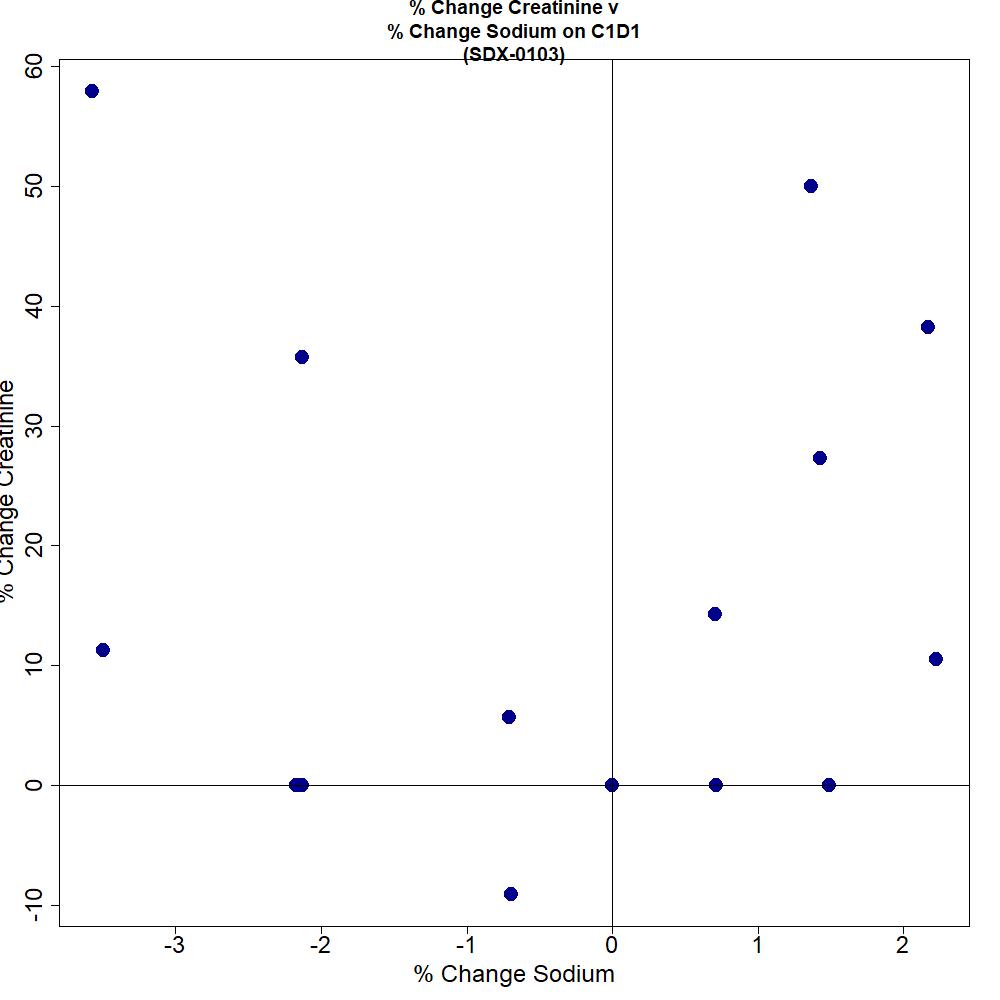 % Change Creatinine v
% Change Sodium on C1D1
(SDX-0103)
60
50
40
30
20
10
0
-10
% Change Creatinine
-3
-2
-1
0
1
2
% Change Sodium